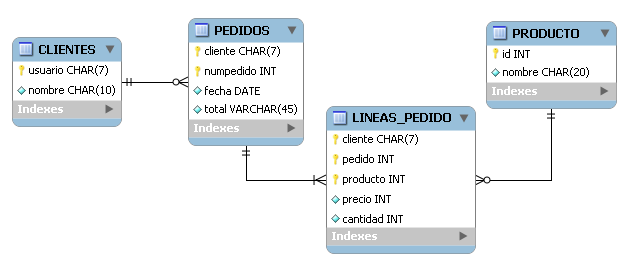 CLIENTES
usuario CHAR(7)
nombre CHAR(10)
Indexes
PEDIDOS
cliente CHAR(7)
numpedido INT
fecha DATE
total VARCHAR(45)
Indexes
LINEAS_PEDIDO
cliente CHAR(7)
pedido INT
producto INT
precio INT
cantidad INT
Indexes
PRODUCTO
id INT
nombre CHAR(20)
Indexes